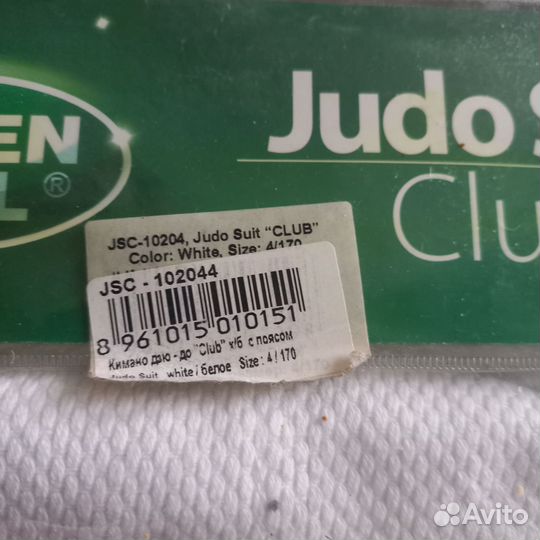 EN
L ®
Judo S
Clu
JSC-10204, Judo Suit "CLUB"
Color: White, Size: 4/170
JSC - 102044
8 961015 010151
Кимано дзю - до "Club" х/б с поясом
Judo Suit white / белое Size : 4 / 170
Avito